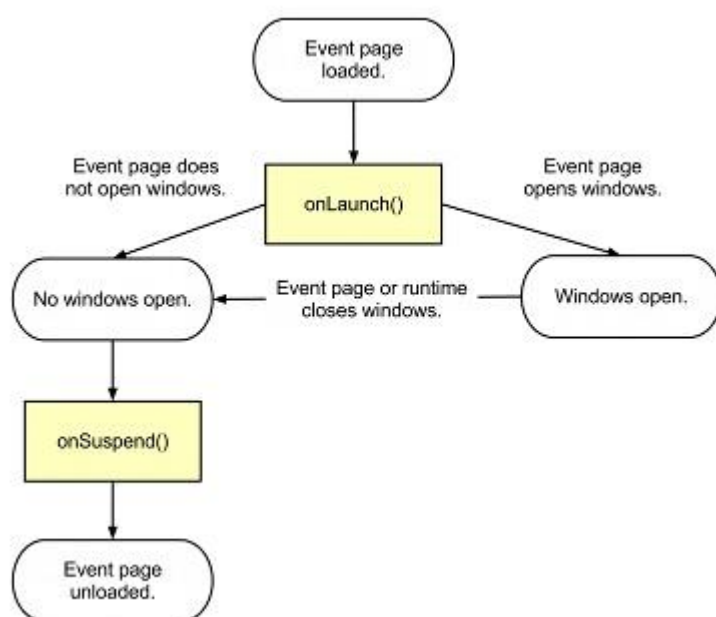 Event page
loaded.
Event page does
not open windows.
Event page
opens windows.
onLaunch()
No windows open.
Event page or runtime
closes windows.
Windows open.
onSuspend()
Event page
unloaded.